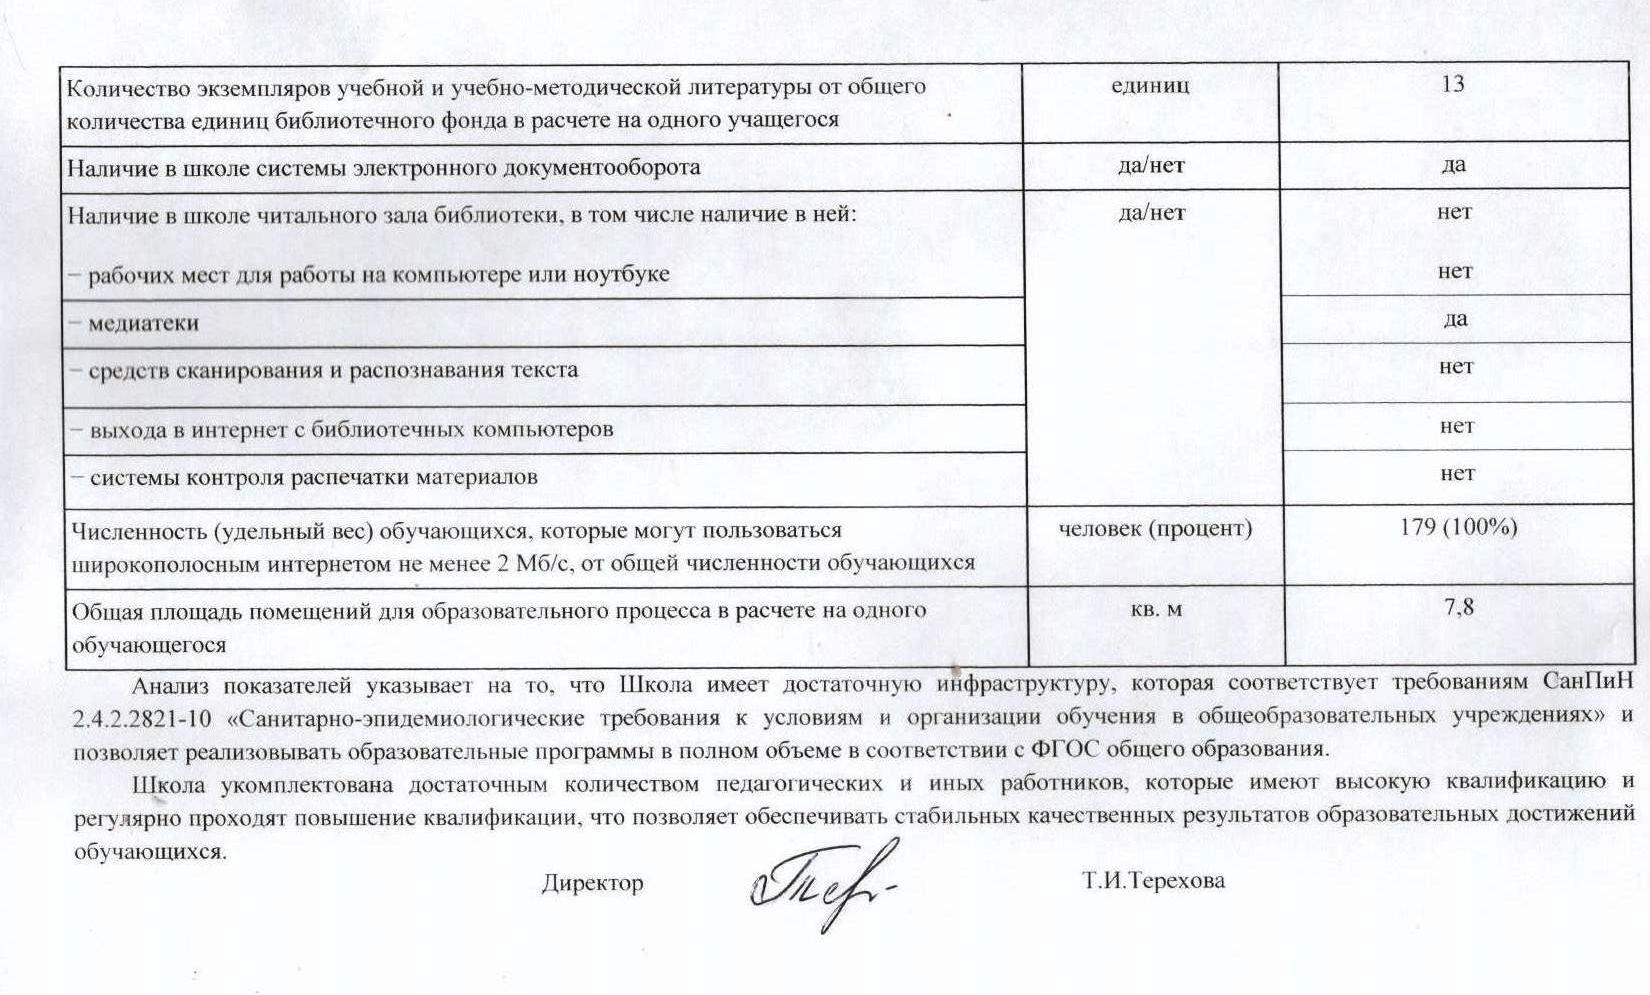 Количество экземпляров учебной и учебно-методической литературы от общего единиц 13
количества единиц библиотечного фонда в расчете на одного учащегося
Наличие в школе системы электронного документооборота да/нет да
Наличие в школе читального зала библиотеки, в том числе наличие в ней: да/нет нет
− рабочих мест для работы на компьютере или ноутбуке нет
− медиатеки да
− средств сканирования и распознавания текста нет
− выхода в интернет с библиотечных компьютеров нет
− системы контроля распечатки материалов нет
Численность (удельный вес) обучающихся, которые могут пользоваться человек (процент) 179 (100%)
широкополосным интернетом не менее 2 Мб/с, от общей численности обучающихся
Общая площадь помещений для образовательного процесса в расчете на одного кв. м 7,8
обучающегося
Анализ показателей указывает на то, что Школа имеет достаточную инфраструктуру, которая соответствует требованиям СанПиН
2.4.2.2821-10 «Санитарно-эпидемиологические требования к условиям и организации обучения в общеобразовательных учреждениях» и
позволяет реализовывать образовательные программы в полном объеме в соответствии с ФГОС общего образования.
Школа укомплектована достаточным количеством педагогических и иных работников, которые имеют высокую квалификацию и
регулярно проходят повышение квалификации, что позволяет обеспечивать стабильных качественных результатов образовательных достижений
обучающихся.
Директор Т.И.Терехова